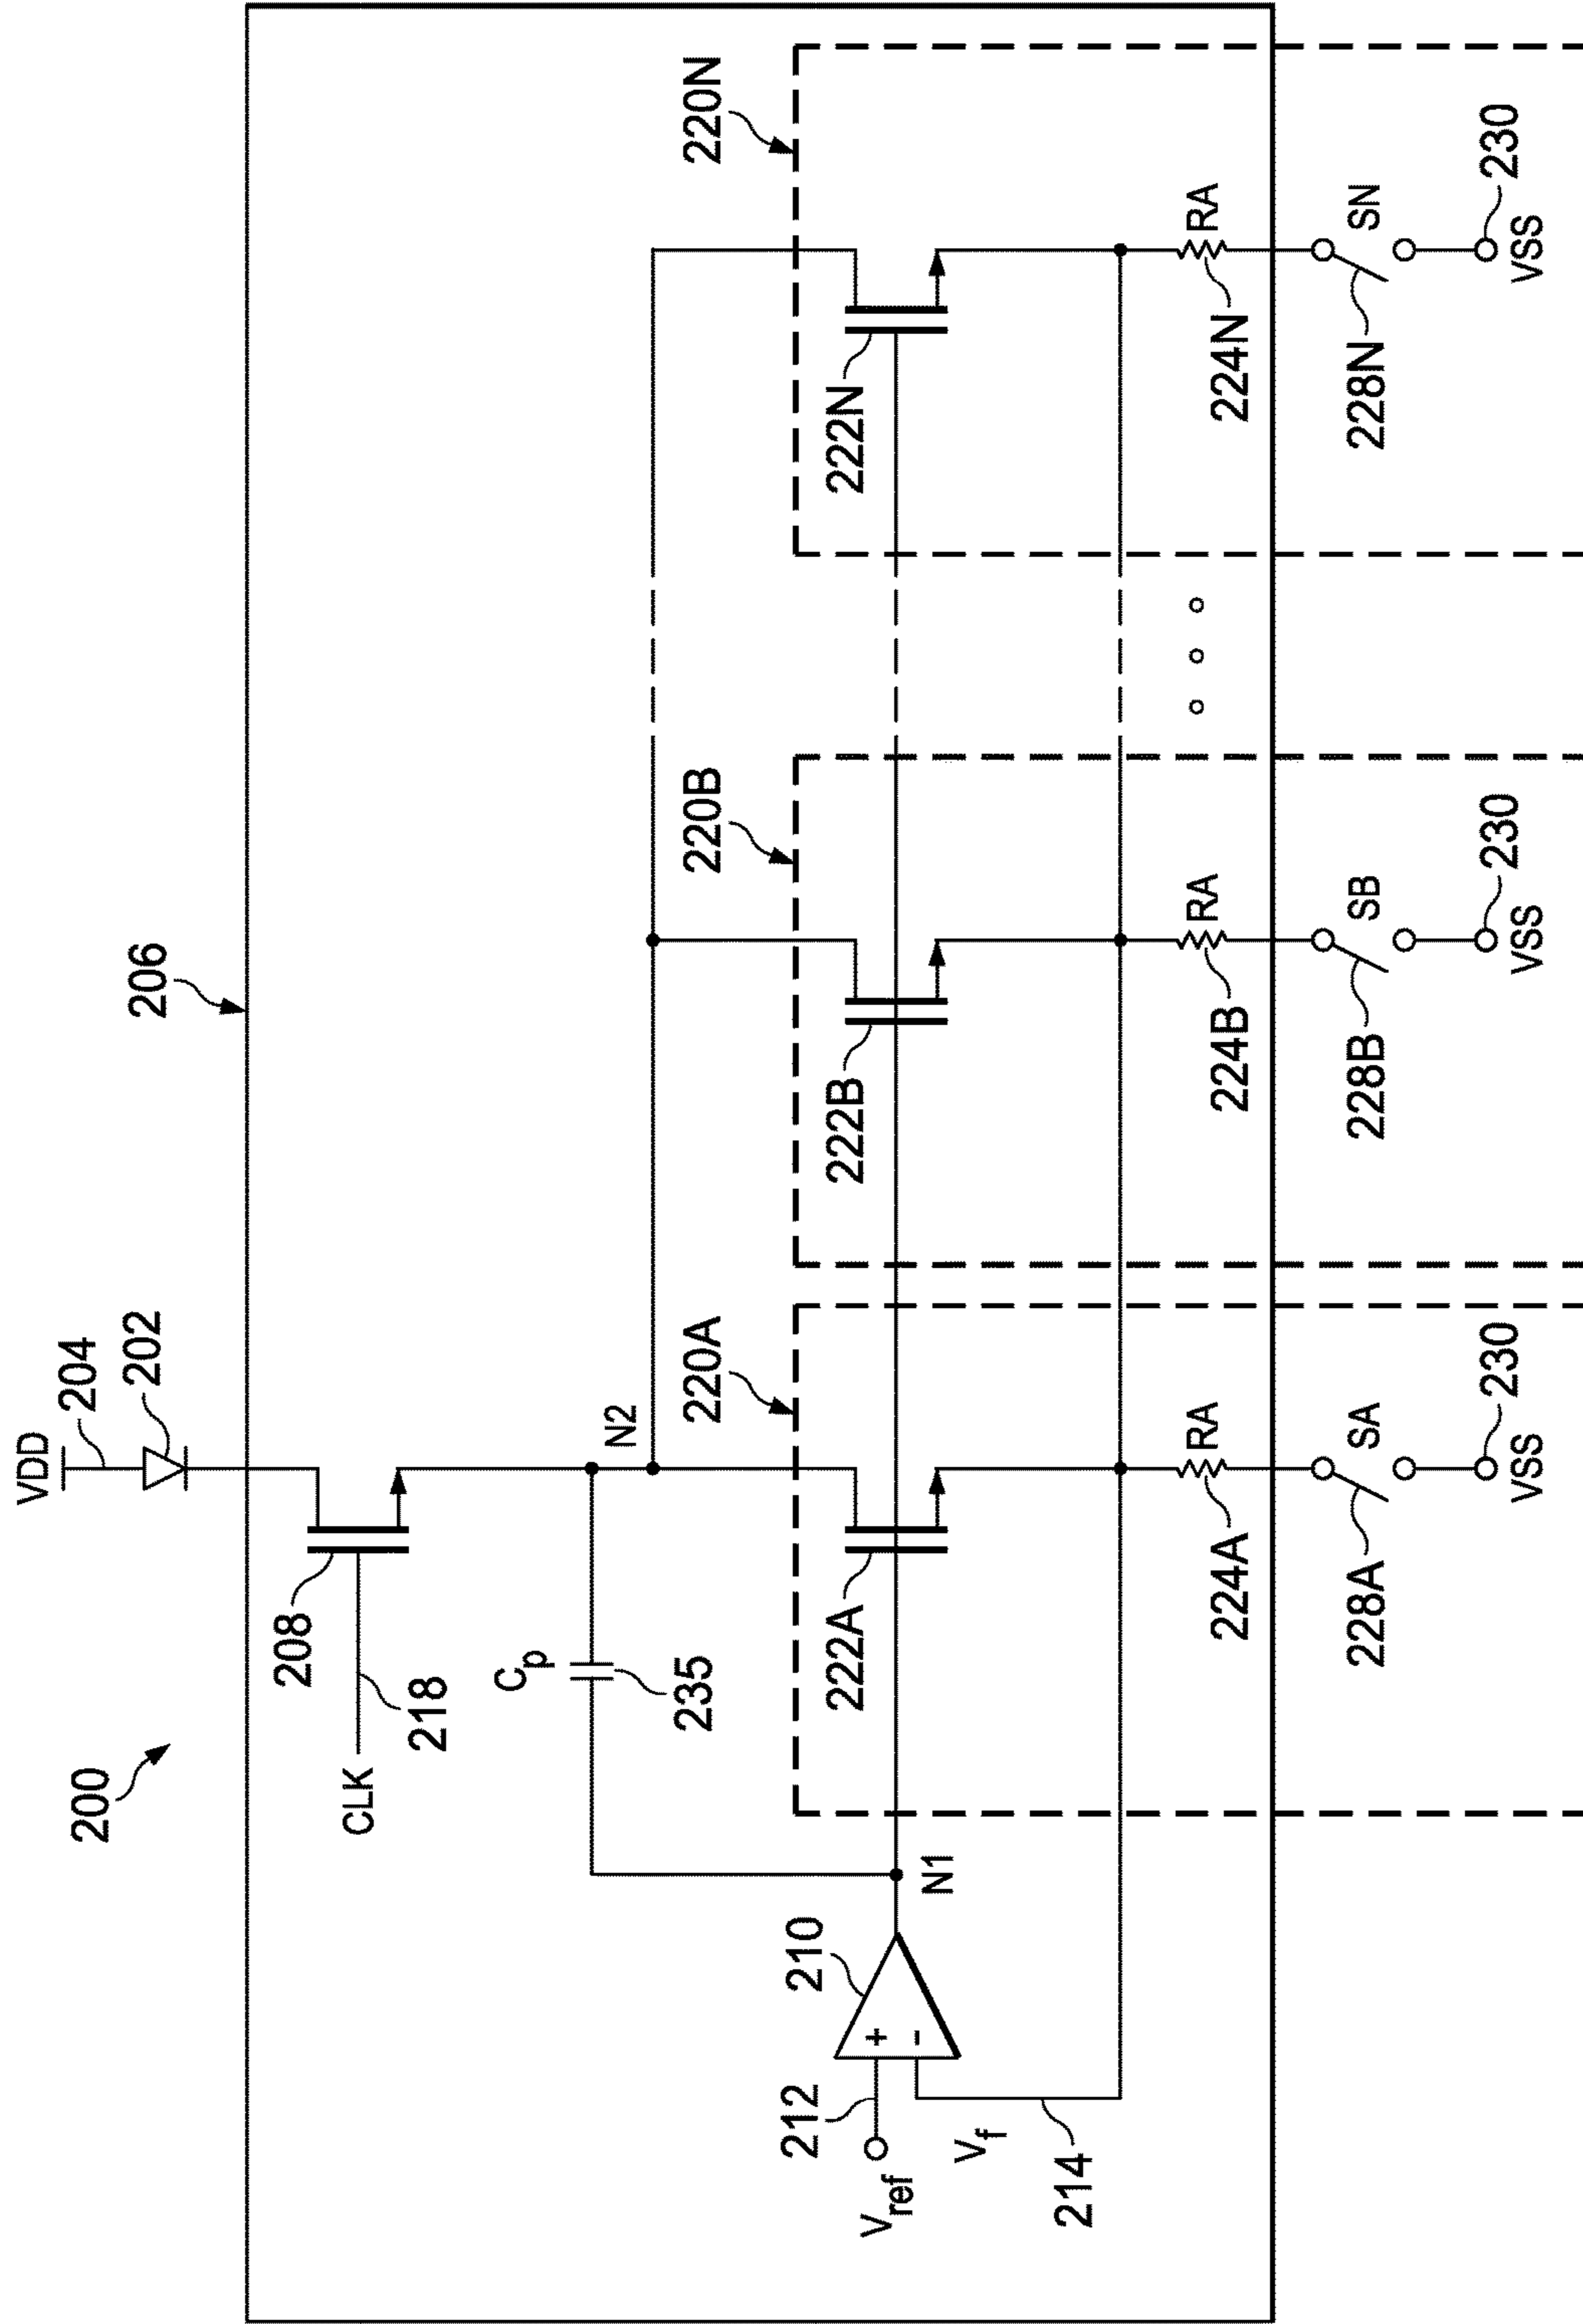 200
VDD
204
202
206
208
CLK
218
Cp
235
N2
220A
220B
220N
222A
222B
222N
210
N1
+
-
212
Vref
Vf
214
224A
RA
224B
RA
224N
RA
228A
SA
228B
SB
228N
SN
VSS
230
VSS
230
VSS
230